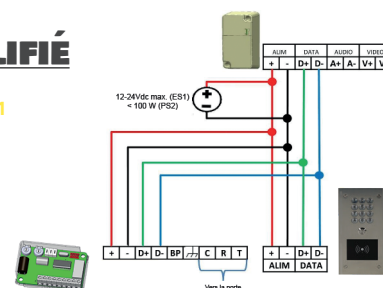 LIFIÉ
ALIM DATA AUDIO VIDEO
+ - D+ D- A+ A- V+
12-24Vdc max. (ES1)
< 100 W (PS2)
+ - D+ D- BP C R T
+ - D+ D-
ALIM DATA
Vers la porte